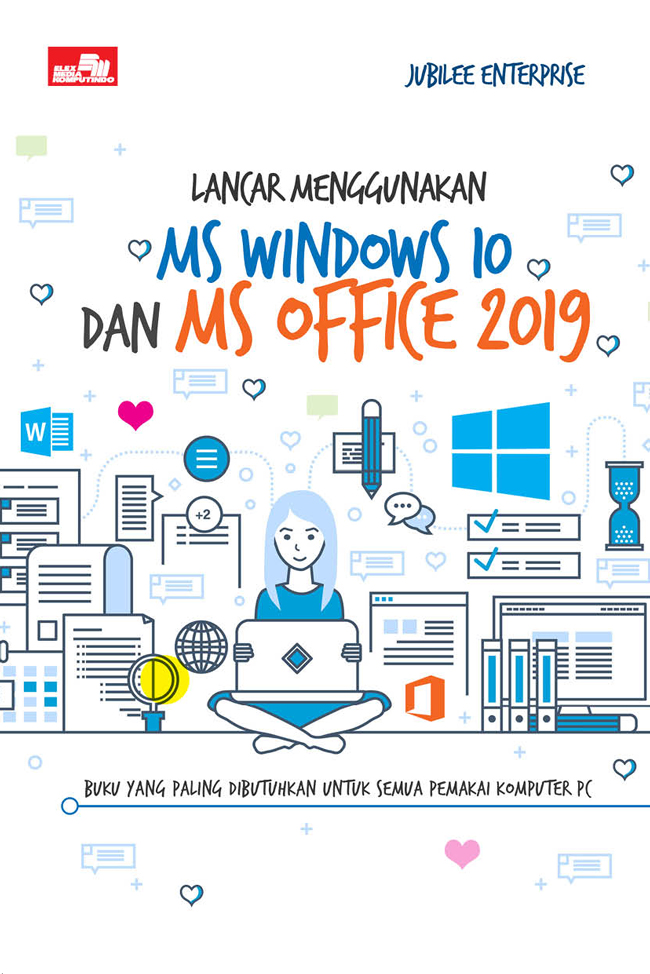 ELEX
MEDIA
KOMPUTINDO
JUBILEE ENTERPRISE
LANCAR MENGGUNAKAN
MS WINDOWS 10
DAN MS OFFICE 2019
W
+2
BUKU YANG PALING DIBUTUHKAN UNTUK SEMUA PEMAKAI KOMPUTER PC